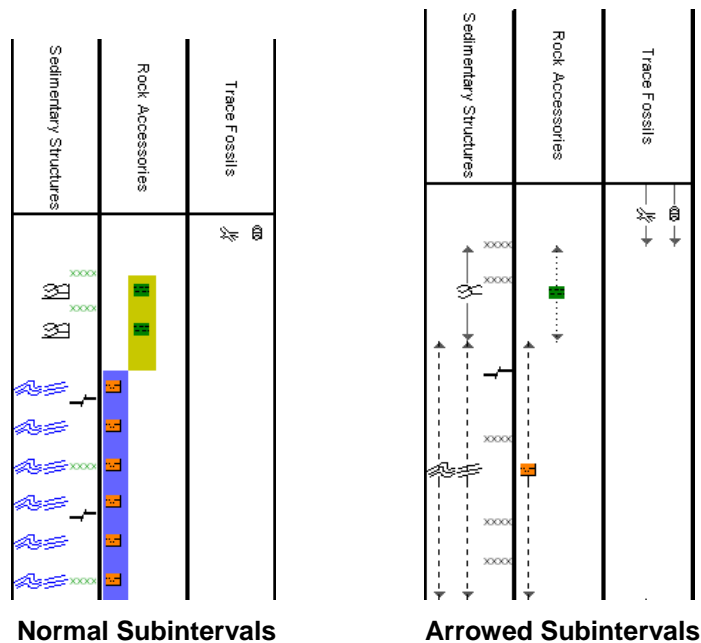 Sedimentary Structures
Rock Accessories
Trace Fossils
Sedimentary Structures
Rock Accessories
Trace Fossils
Normal Subintervals
Arrowed Subintervals